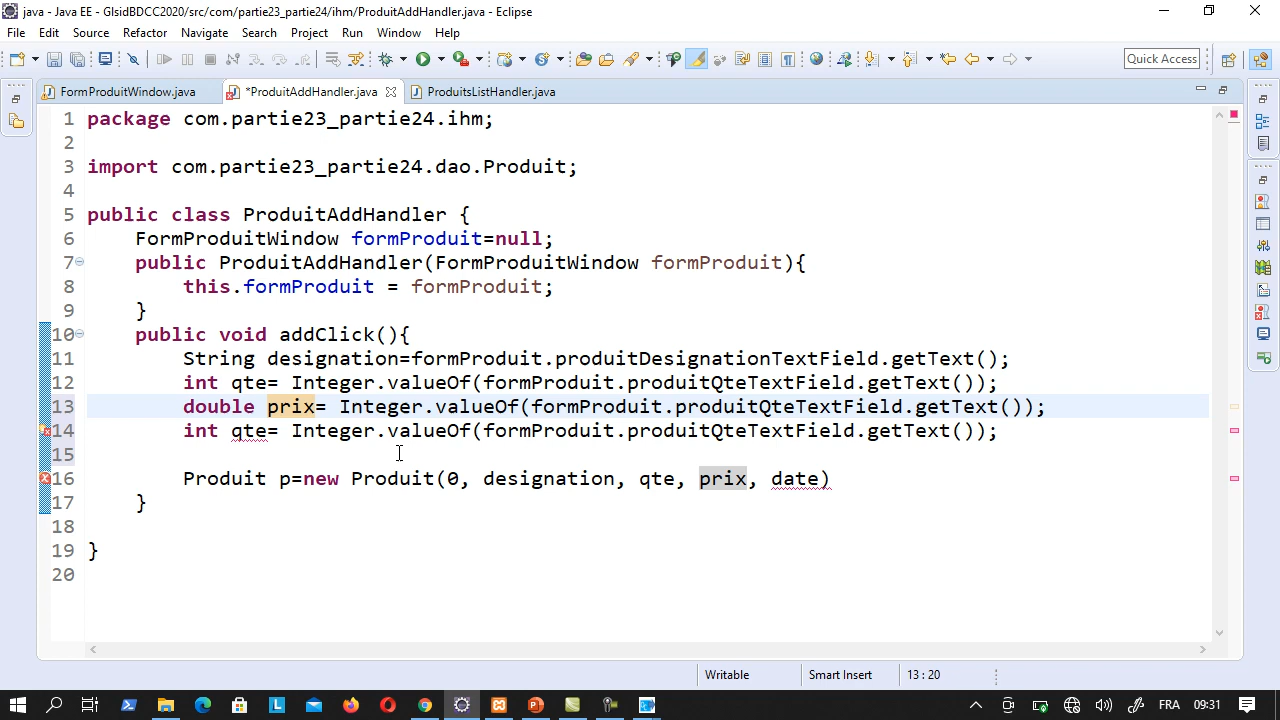 java - Java EE - GlsidBDCC2020/src/com/partie23_partie24/ihm/ProduitAddHandler.java - Eclipse
File Edit Source Refactor Navigate Search Project Run Window Help
Quick Access
FormProduitWindow.java *ProduitAddHandler.java ProduitsListHandler.java
1 package com.partie23_partie24.ihm;
2
3 import com.partie23_partie24.dao.Produit;
4
5 public class ProduitAddHandler {
6 FormProduitWindow formProduit=null;
7 public ProduitAddHandler(FormProduitWindow formProduit){
8 this.formProduit = formProduit;
9 }
10 public void addClick(){
11 String designation=formProduit.produitDesignationTextField.getText();
12 int qte= Integer.valueOf(formProduit.produitQteTextField.getText());
13 double prix= Integer.valueOf(formProduit.produitQteTextField.getText());
14 int qte= Integer.valueOf(formProduit.produitQteTextField.getText());
15
16 Produit p=new Produit(0, designation, qte, prix, date)
17 }
18
19 }
20
Writable Smart Insert 13 : 20
FRA 09:31